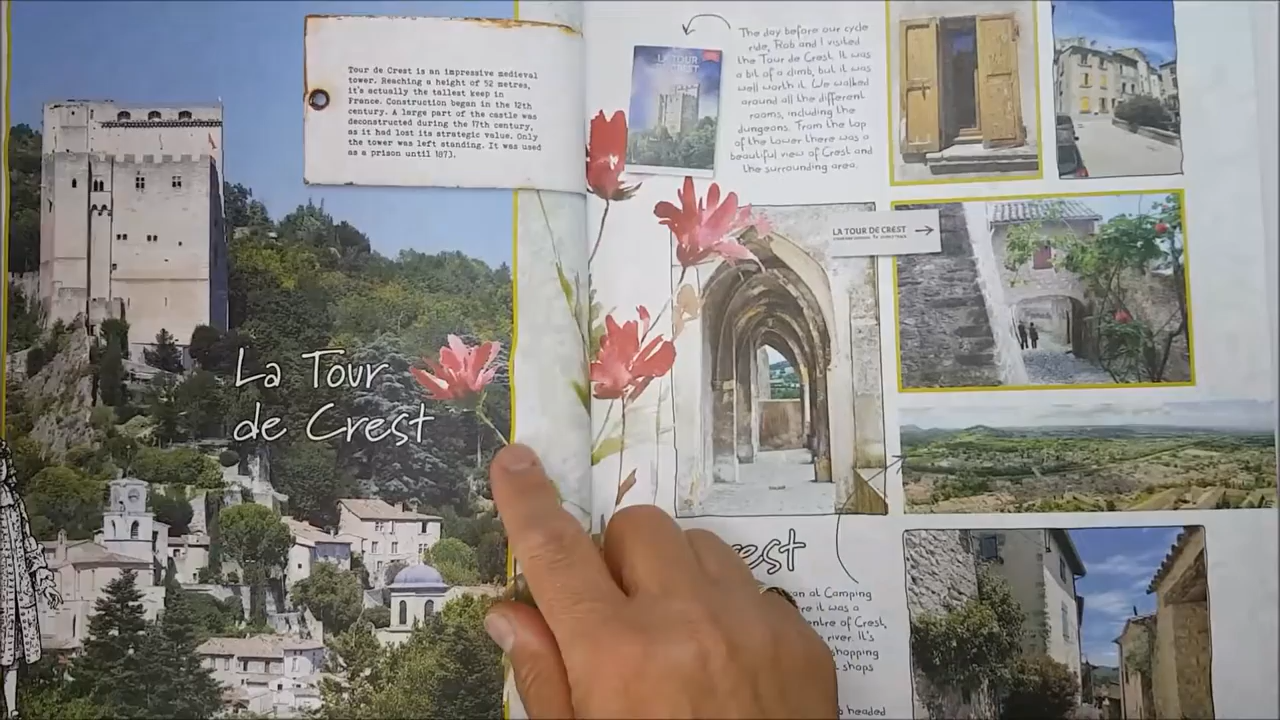 Tour de Crest is an impressive medieval
tower. Reaching a height of 52 metres,
it's actually the tallest keep in
France. Construction began in the 12th
century. A large part of the castle was
deconstructed during the 17th century,
as it had lost its strategic value. Only
the tower was left standing. It was used
as a prison until 1873.
La Tour
de Crest
LA TOUR
The day before our cycle
ride, Rob and I visited
the Tour de Crest. It was
a bit of a climb, but it was
well worth it. We walked
around all the different
rooms, including the
dungeons. From the top
of the tower there was a
beautiful view of Crest and
the surrounding area.
LA TOUR DE CREST
rest
on at Camping
re it was a
entre of Crest,
river. It's
shopping
shops
headed